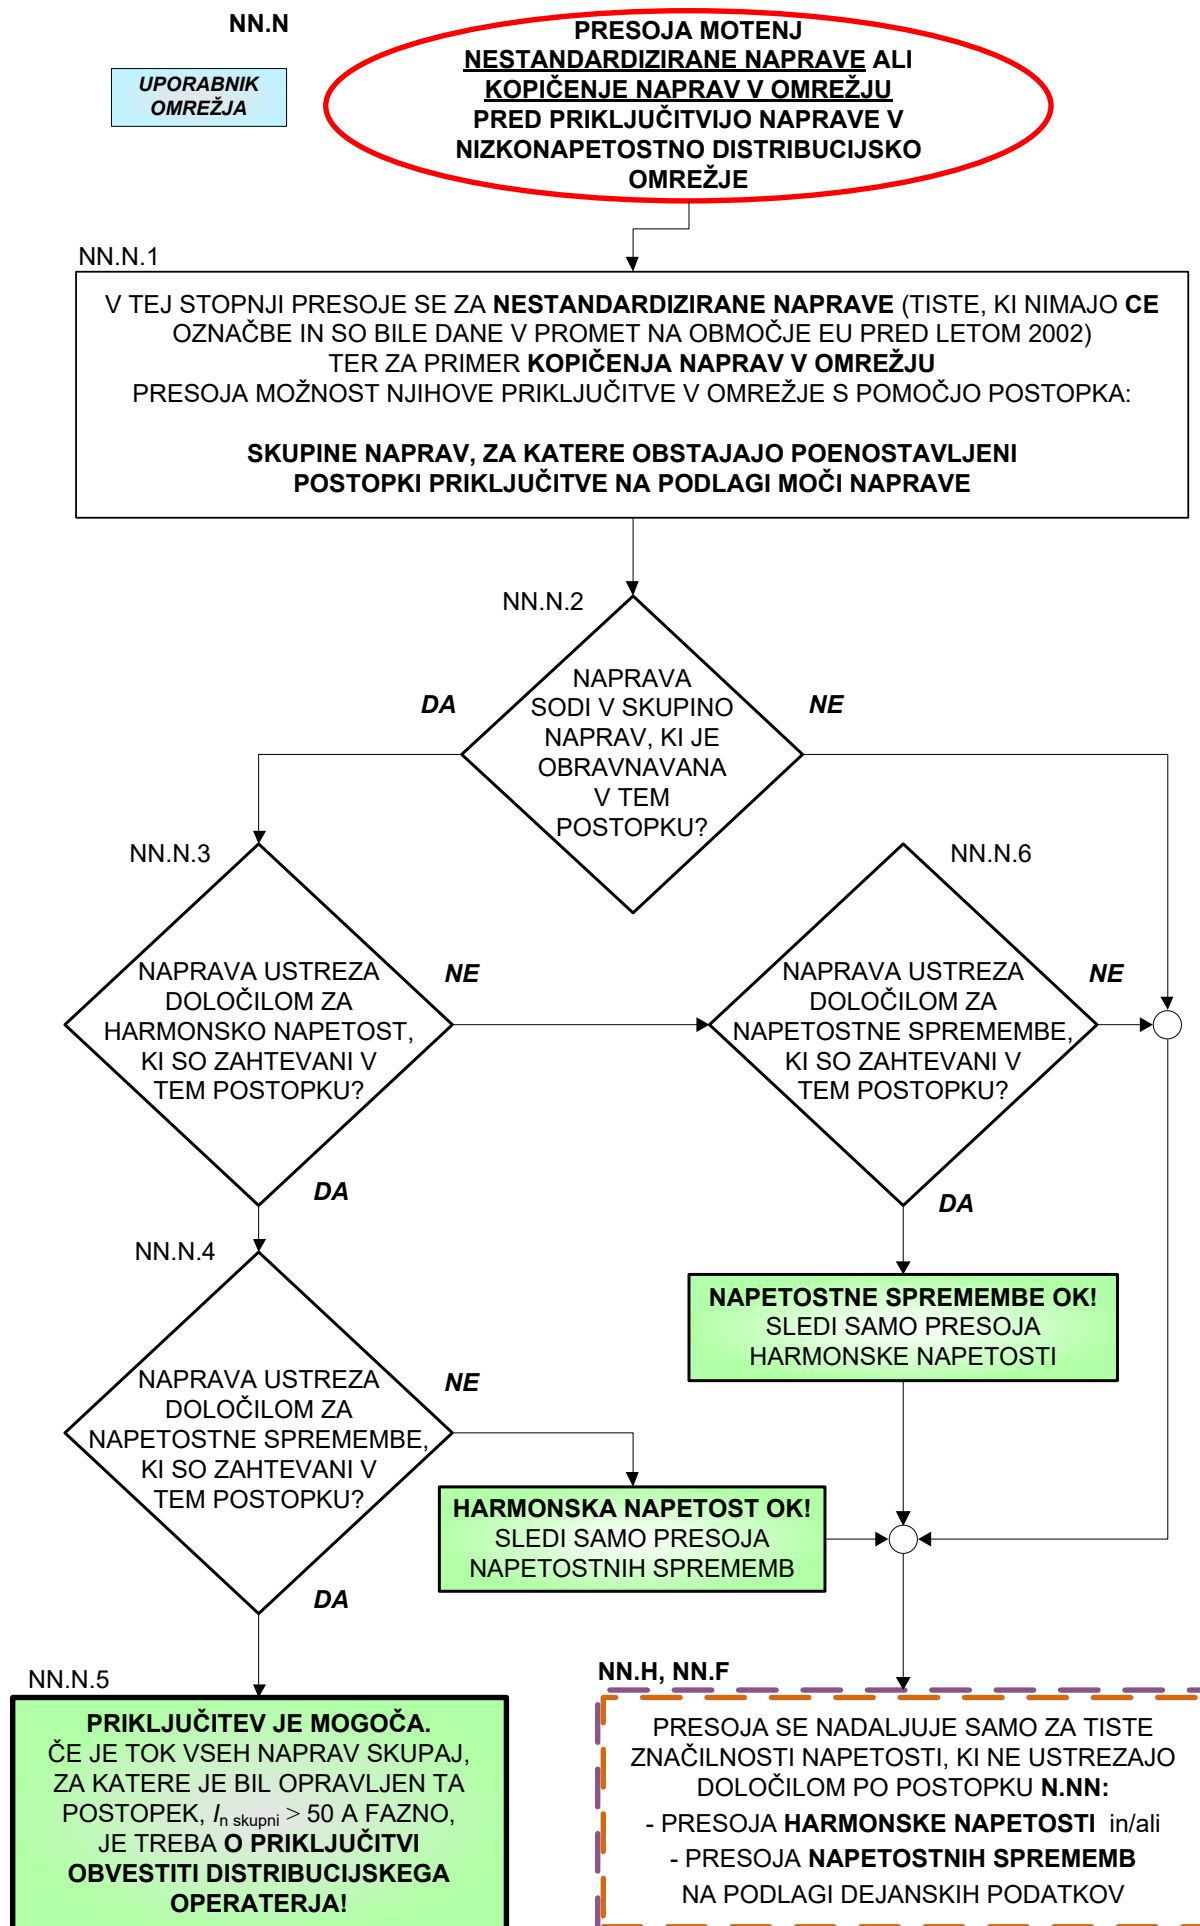 NN.N
UPORABNIK
OMREŽJA
PRESOJA MOTENJ
NESTANDARDIZIRANE NAPRAVE ALI
KOPIČENJE NAPRAV V OMREŽJU
PRED PRIKLJUČITVIJO NAPRAVE V
NIZKONAPETOSTNO DISTRIBUCIJSKO
OMREŽJE
NN.N.1
V TEJ STOPNJI PRESOJE SE ZA NESTANDARDIZIRANE NAPRAVE (TISTE, KI NIMAJO CE
OZNAČBE IN SO BILE DANE V PROMET NA OBMOČJE EU PRED LETOM 2002)
TER ZA PRIMER KOPIČENJA NAPRAV V OMREŽJU
PRESOJA MOŽNOST NJIHOVE PRIKLJUČITVE V OMREŽJE S POMOČJO POSTOPKA:
SKUPINE NAPRAV, ZA KATERE OBSTAJAJO POENOSTAVLJENI
POSTOPKI PRIKLJUČITVE NA PODLAGI MOČI NAPRAVE
NN.N.2
NAPRAVA
SODI V SKUPINO
NAPRAV, KI JE
OBRAVNAVANA
V TEM
POSTOPKU?
DA
NE
NN.N.3
NAPRAVA USTREZA
DOLOČILOM ZA
HARMONSKO NAPETOST,
KI SO ZAHTEVANI V
TEM POSTOPKU?
NE
DA
NN.N.6
NAPRAVA USTREZA
DOLOČILOM ZA
NAPETOSTNE SPREMEMBE,
KI SO ZAHTEVANI V
TEM POSTOPKU?
NE
DA
NN.N.4
NAPRAVA USTREZA
DOLOČILOM ZA
NAPETOSTNE SPREMEMBE,
KI SO ZAHTEVANI V
TEM POSTOPKU?
NE
DA
NAPETOSTNE SPREMEMBE OK!
SLEDI SAMO PRESOJA
HARMONSKE NAPETOSTI
HARMONSKA NAPETOST OK!
SLEDI SAMO PRESOJA
NAPETOSTNIH SPREMEMB
NN.N.5
PRIKLJUČITEV JE MOGOČA.
ČE JE TOK VSEH NAPRAV SKUPAJ,
ZA KATERE JE BIL OPRAVLJEN TA
POSTOPEK, In skupni > 50 A FAZNO,
JE TREBA O PRIKLJUČITVI
OBVESTITI DISTRIBUCIJSKEGA
OPERATERJA!
NN.H, NN.F
PRESOJA SE NADALJUJE SAMO ZA TISTE
ZNAČILNOSTI NAPETOSTI, KI NE USTREZAJO
DOLOČILOM PO POSTOPKU N.NN:
- PRESOJA HARMONSKE NAPETOSTI in/ali
- PRESOJA NAPETOSTNIH SPREMEMB
NA PODLAGI DEJANSKIH PODATKOV